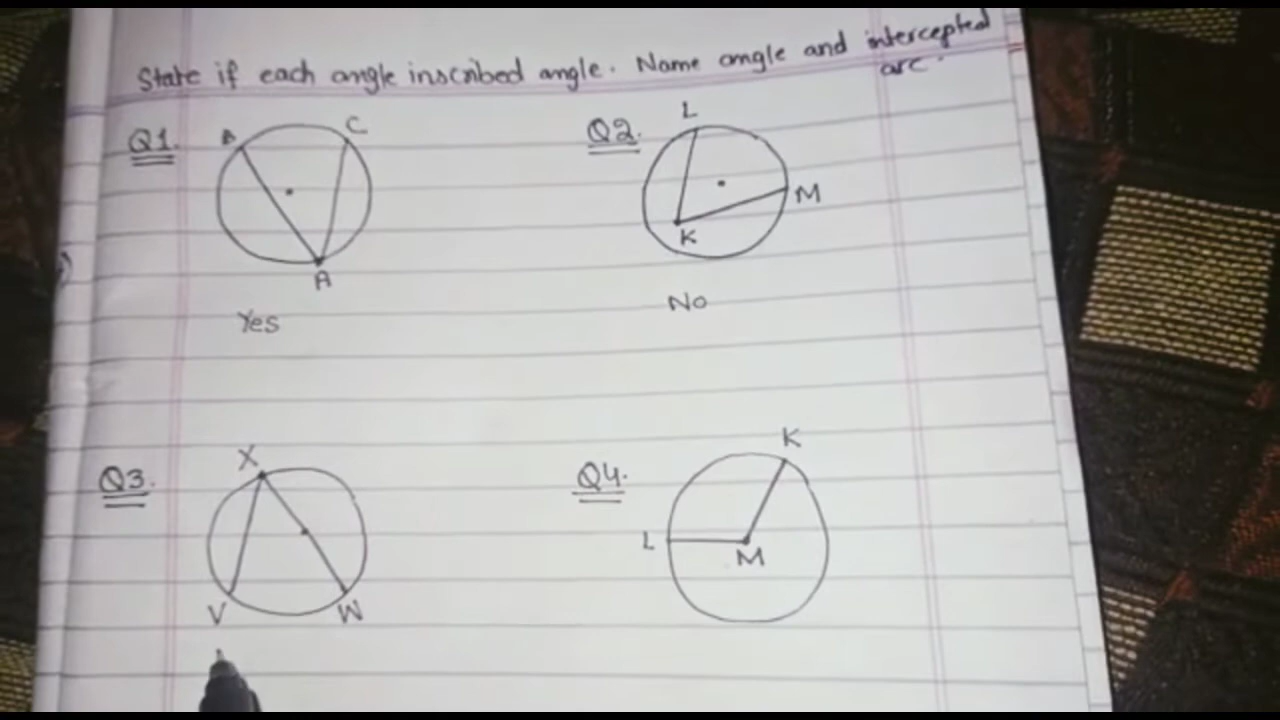 State if each angle inscribed angle. Name angle and intercepted
arc.
Q1.
B
C
A
Yes
Q2.
L
M
K
No
Q3.
X
V
W
Q4.
K
L
M